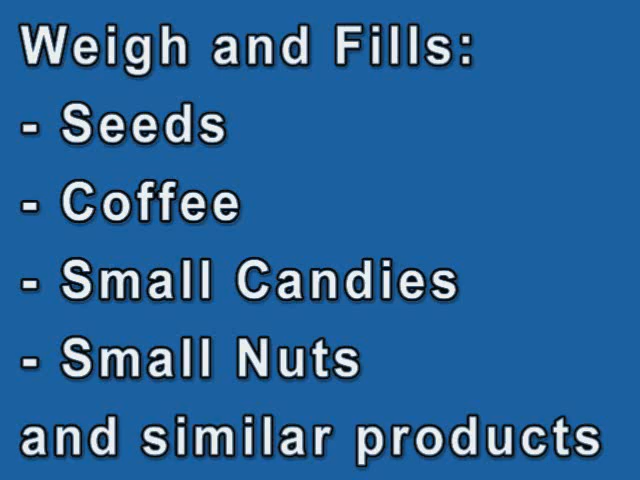 Weigh and Fills:
- Seeds
- Coffee
- Small Candies
- Small Nuts
and similar products